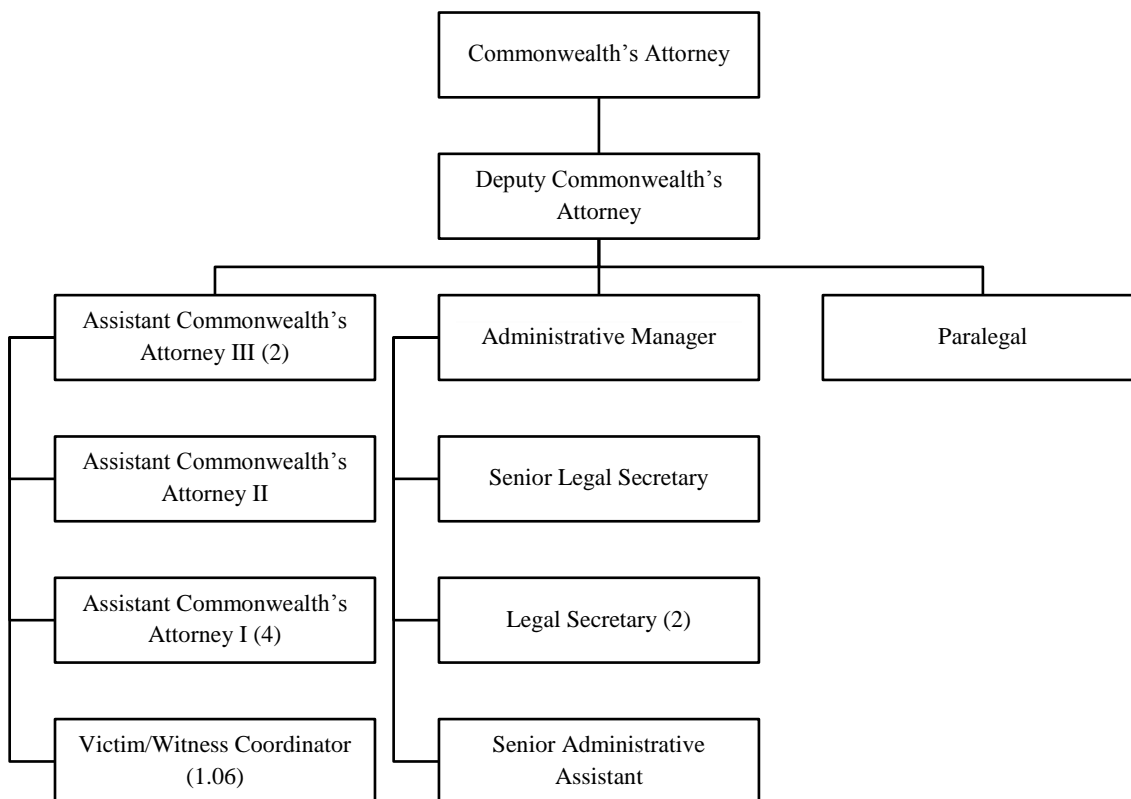 Commonwealth’s Attorney
Deputy Commonwealth’s
Attorney
Assistant Commonwealth’s
Attorney III (2)
Administrative Manager
Paralegal
Assistant Commonwealth’s
Attorney II
Senior Legal Secretary
Assistant Commonwealth’s
Attorney I (4)
Legal Secretary (2)
Victim/Witness Coordinator
(1.06)
Senior Administrative
Assistant